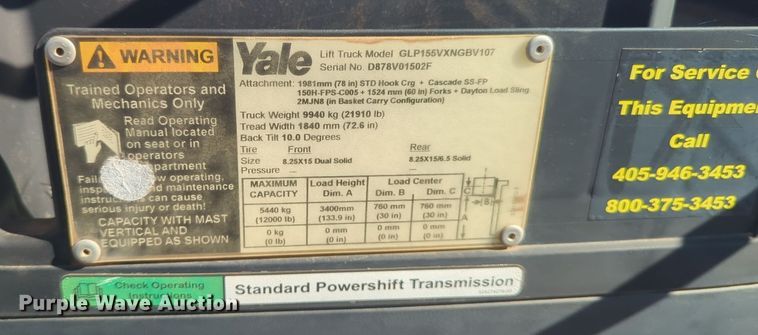 WARNING
Trained Operators and
Mechanics Only
Read Operating
Manual located
on seat or in
operators
compartment
following operating,
and maintenance
instructions can cause
serious injury or death!
CAPACITY WITH MAST
VERTICAL AND
EQUIPPED AS SHOWN
Yale
Lift Truck Model GLP155VXNGBV107
Serial No. D878V01502F
Attachment: 1981mm (78 in) STD Hook Crg + Cascade SS-FP
150H-FPS-C005 + 1524 mm (60 in) Forks + Dayton Load Sling
2MJN8 (in Basket Carry Configuration)
Truck Weight 9940 kg (21910 lb)
Tread Width 1840 mm (72.6 in)
Back Tilt 10.0 Degrees
Tire Front Rear
Size 8.25X15 Dual Solid 8.25X15/6.5 Solid
Pressure – –
MAXIMUM CAPACITY Load Height Dim. A Load Center Dim. B Dim. C
5440 kg (12000 lb) 3400mm (133.9 in) 760 mm (30 in) 760 mm (30 in)
0 kg (0 lb) 0 mm (0 in) 0 mm (0 in) 0 mm (0 in)
C
B
A
For Service
This Equipme
Call
405-946-3453
800-375-3453
Check Operating
Instructions
Standard Powershift Transmission
Purple Wave Auction